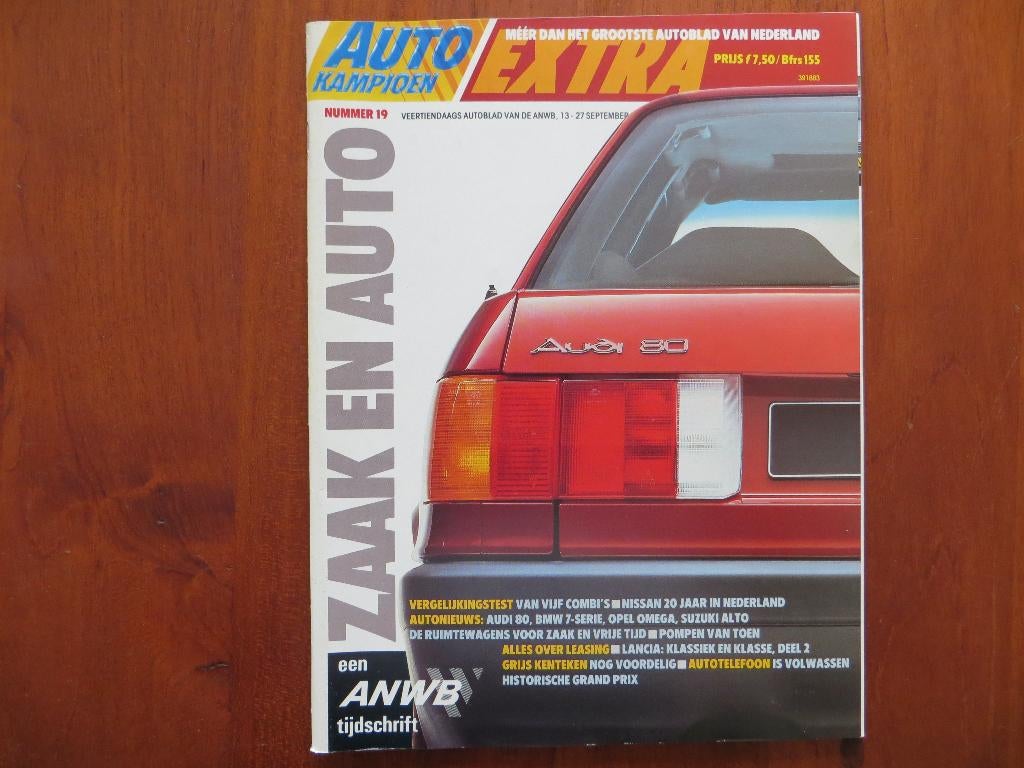 AUTO
KAMPIOEN
MÉÉR DAN HET GROOTSTE AUTOBLAD VAN NEDERLAND
EXTRA
PRIJS f 7,50/Bfrs 155
391883
NUMMER 19
VEERTIENDAAGS AUTOBLAD VAN DE ANWB, 13 - 27 SEPTEMBER
ZAAK EN AUTO
Audi 80
VERGELIJKINGSTEST VAN VIJF COMBI'S ■ NISSAN 20 JAAR IN NEDERLAND
AUTONIEUWS: AUDI 80, BMW 7-SERIE, OPEL OMEGA, SUZUKI ALTO
DE RUIMTEWAGENS VOOR ZAAK EN VRIJE TIJD ■ POMPEN VAN TOEN
ALLES OVER LEASING ■ LANCIA: KLASSIEK EN KLASSE, DEEL 2
GRIJS KENTEKEN NOG VOORDELIG ■ AUTOTELEFOON IS VOLWASSEN
HISTORISCHE GRAND PRIX
een
ANWB
tijdschrift